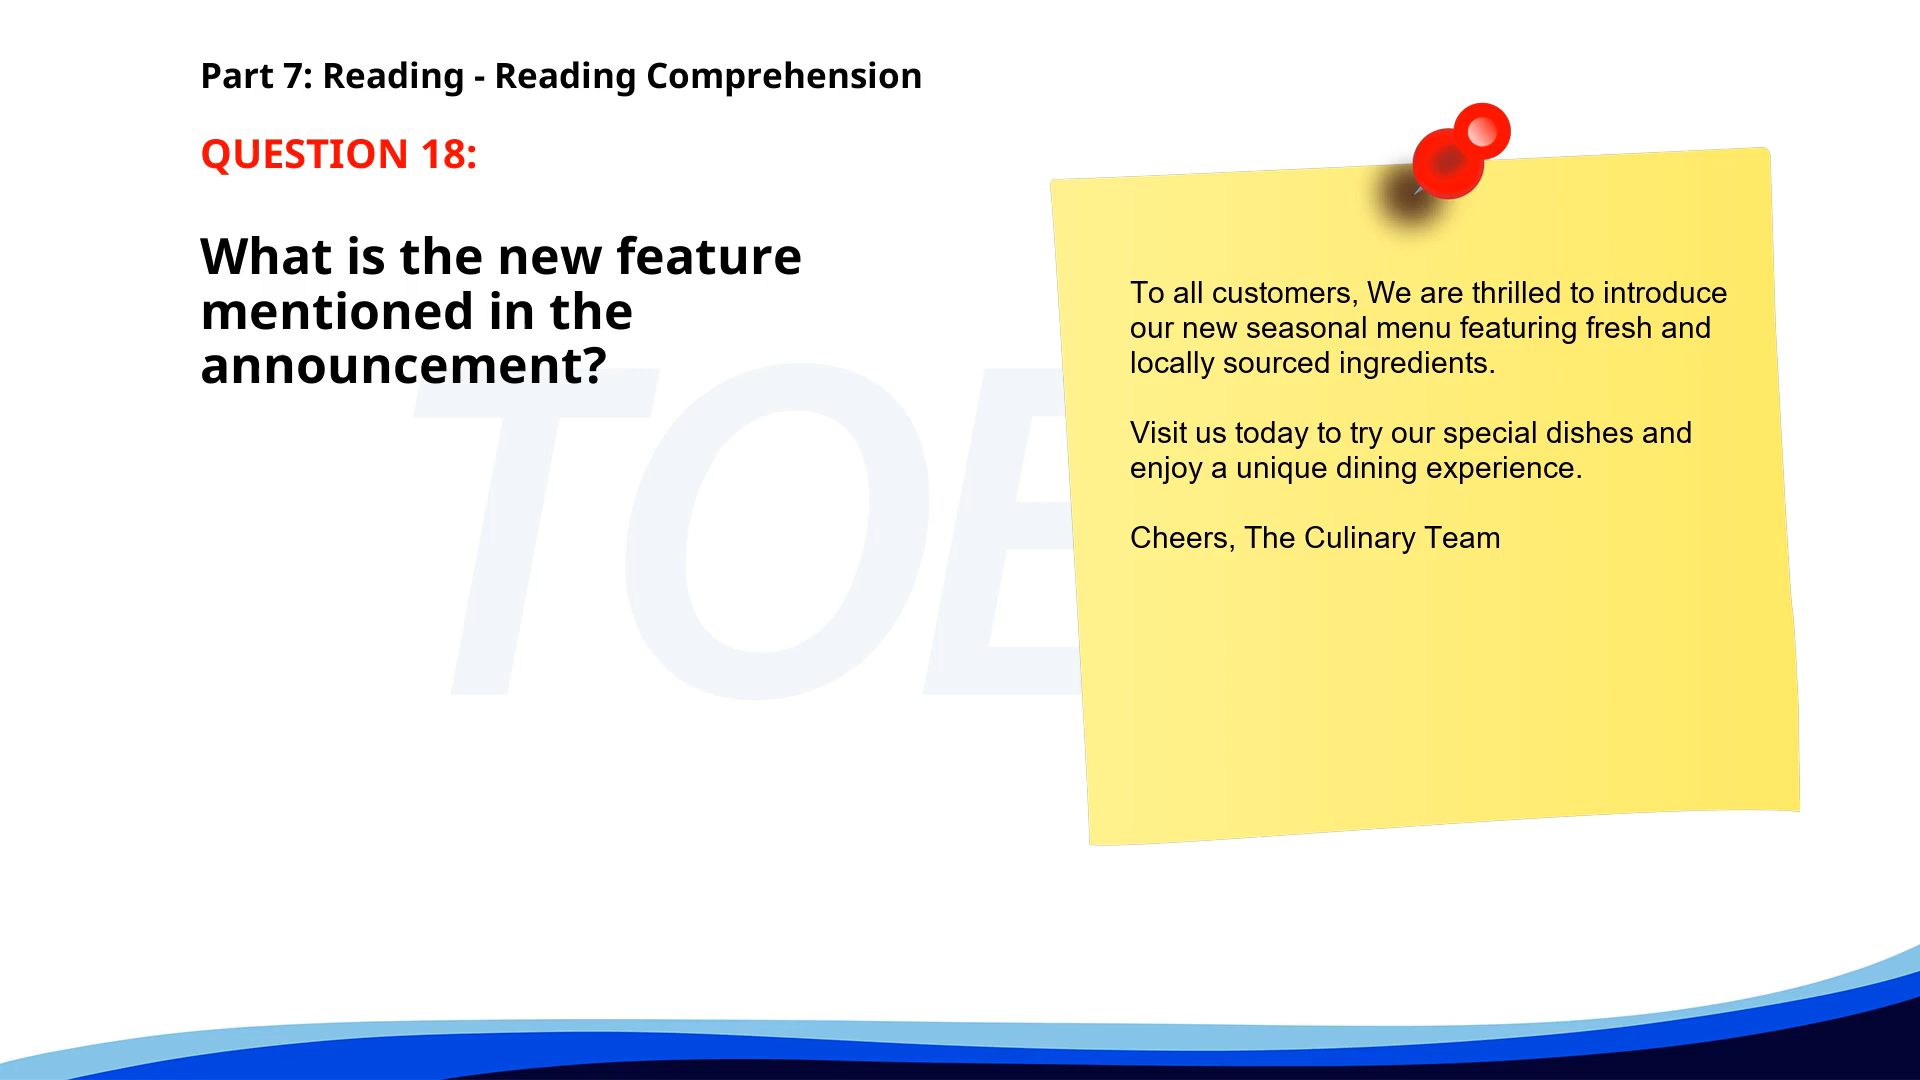 Part 7: Reading - Reading Comprehension
QUESTION 18:
What is the new feature
mentioned in the
announcement?
To all customers, We are thrilled to introduce
our new seasonal menu featuring fresh and
locally sourced ingredients.
Visit us today to try our special dishes and
enjoy a unique dining experience.
Cheers, The Culinary Team
TOE